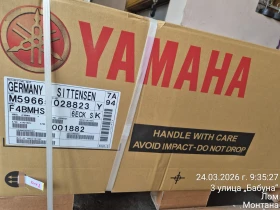 YAMAHA
GERMANY SITTENSEN
7A
94
M5966 028823 Y
F4BMHS 6ECK S K
001882
HANDLE WITH CARE
AVOID IMPACT-DO NOT DROP
24.03.2026 г. 9:35:27
3 улица „Бабуна“
Лом
Монтана